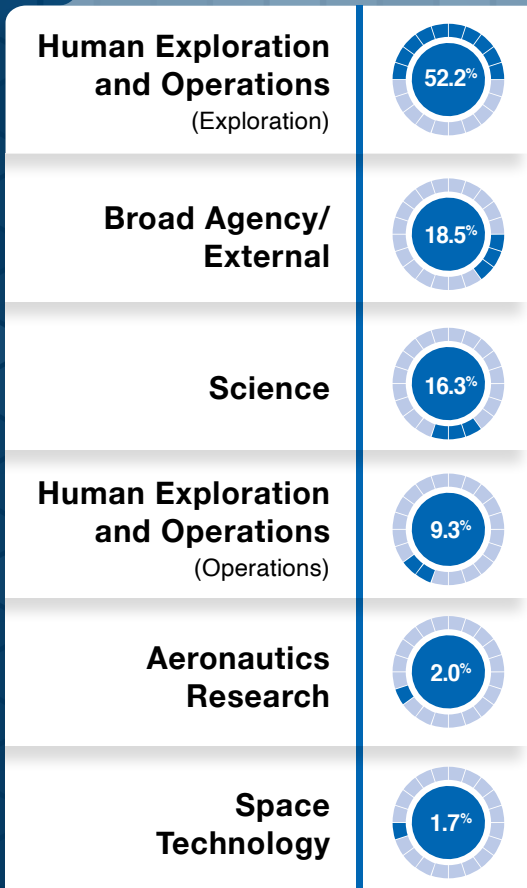 Human Exploration
and Operations
(Exploration)
52.2%
Broad Agency/
External
18.5%
Science
16.3%
Human Exploration
and Operations
(Operations)
9.3%
Aeronautics
Research
2.0%
Space
Technology
1.7%